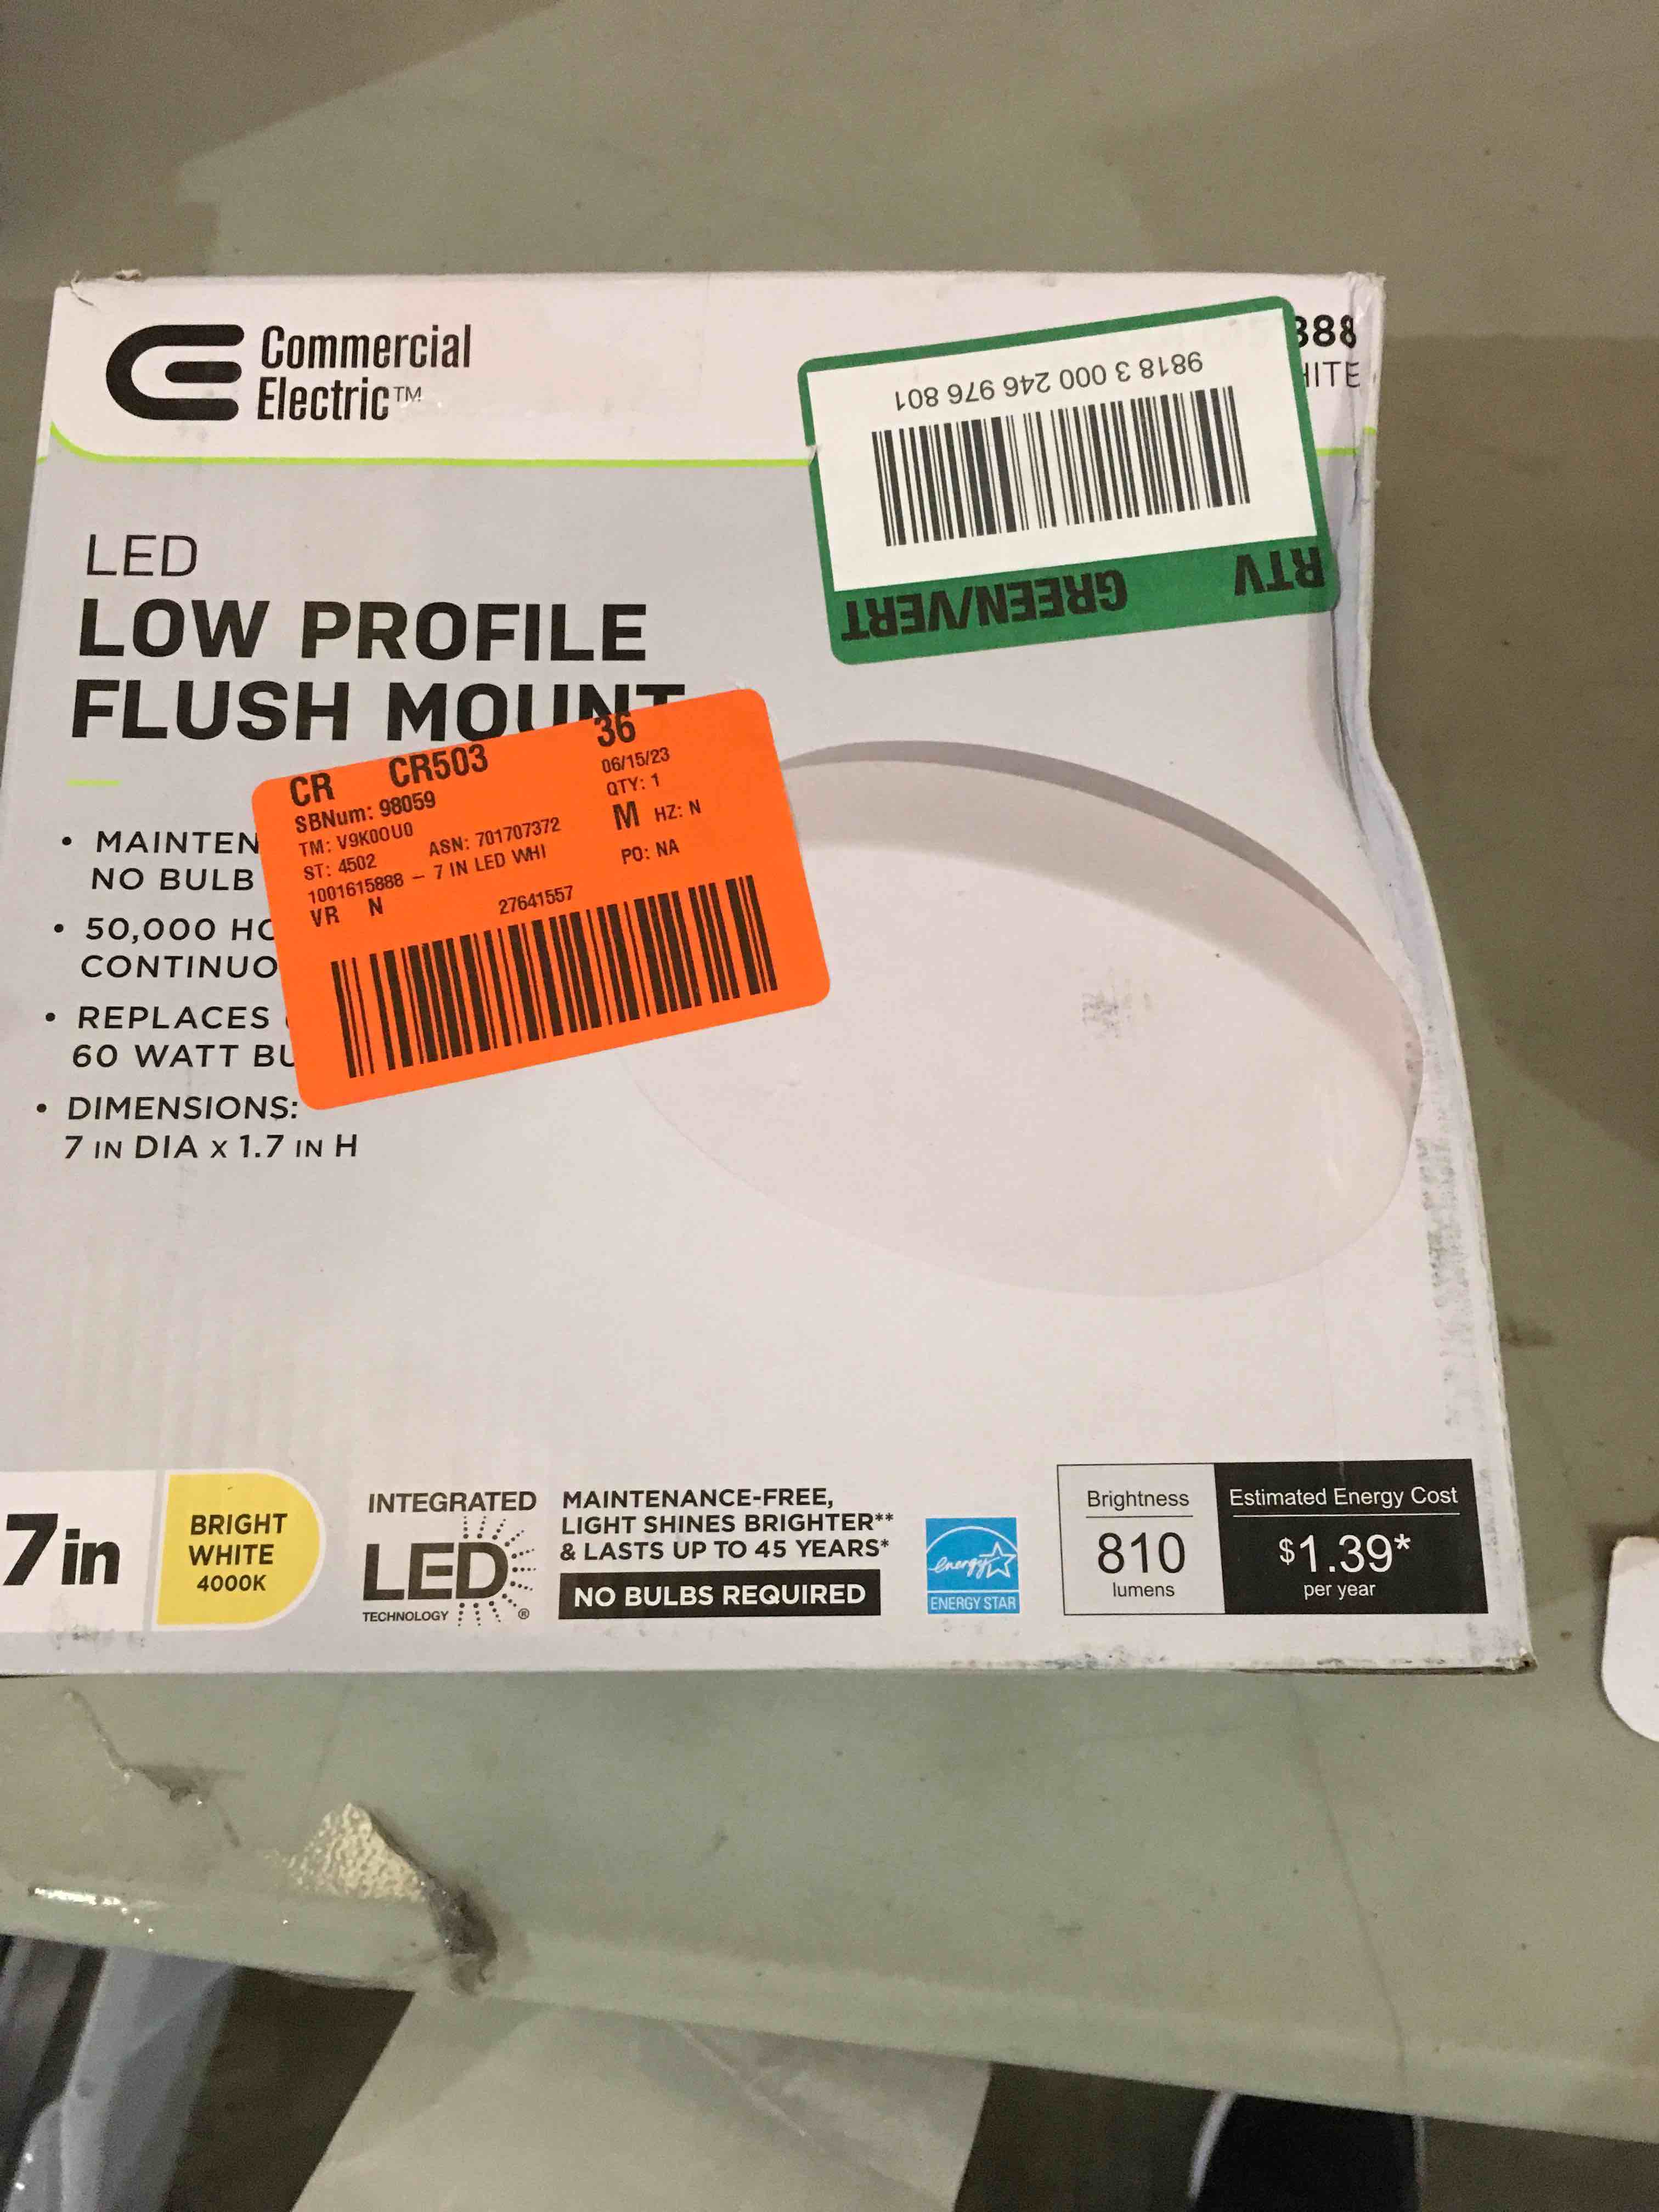 Commercial
Electric™
888
HITE
9818 3 000 246 976 801
RTV GREEN/VERT
LED
LOW PROFILE
FLUSH MOUNT
CR CR503 36
SBNum: 98059 06/15/23
TM: V9K00U0 QTY: 1
ST: 4502 ASN: 701707372 M HZ: N
1001615888 – 7 IN LED WHI PO: NA
VR N 27641557
• MAINTEN
NO BULB
• 50,000 HO
CONTINUO
• REPLACES
60 WATT BU
• DIMENSIONS:
7 IN DIA X 1.7 IN H
7in
BRIGHT
WHITE
4000K
INTEGRATED
LED
TECHNOLOGY ®
MAINTENANCE-FREE,
LIGHT SHINES BRIGHTER**
& LASTS UP TO 45 YEARS*
NO BULBS REQUIRED
energy
ENERGY STAR
Brightness
810
lumens
Estimated Energy Cost
$1.39*
per year